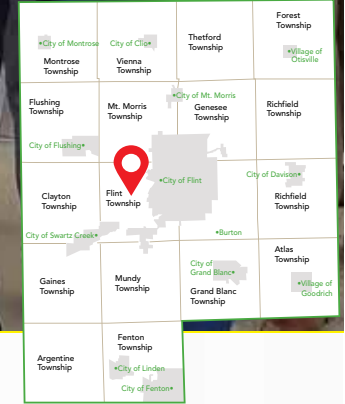 Forest
Township
City of Montrose
City of Clio
Thetford
Township
Village of
Otisville
Montrose
Township
Vienna
Township
City of Mt. Morris
Flushing
Township
Mt. Morris
Township
Genesee
Township
Richfield
Township
City of Flushing
City of Flint
City of Davison
Clayton
Township
Flint
Township
Richfield
Township
City of Swartz Creek
Burton
Atlas
Township
City of
Grand Blanc
Gaines
Township
Mundy
Township
Grand Blanc
Township
Village of
Goodrich
Fenton
Township
Argentine
Township
City of Linden
City of Fenton